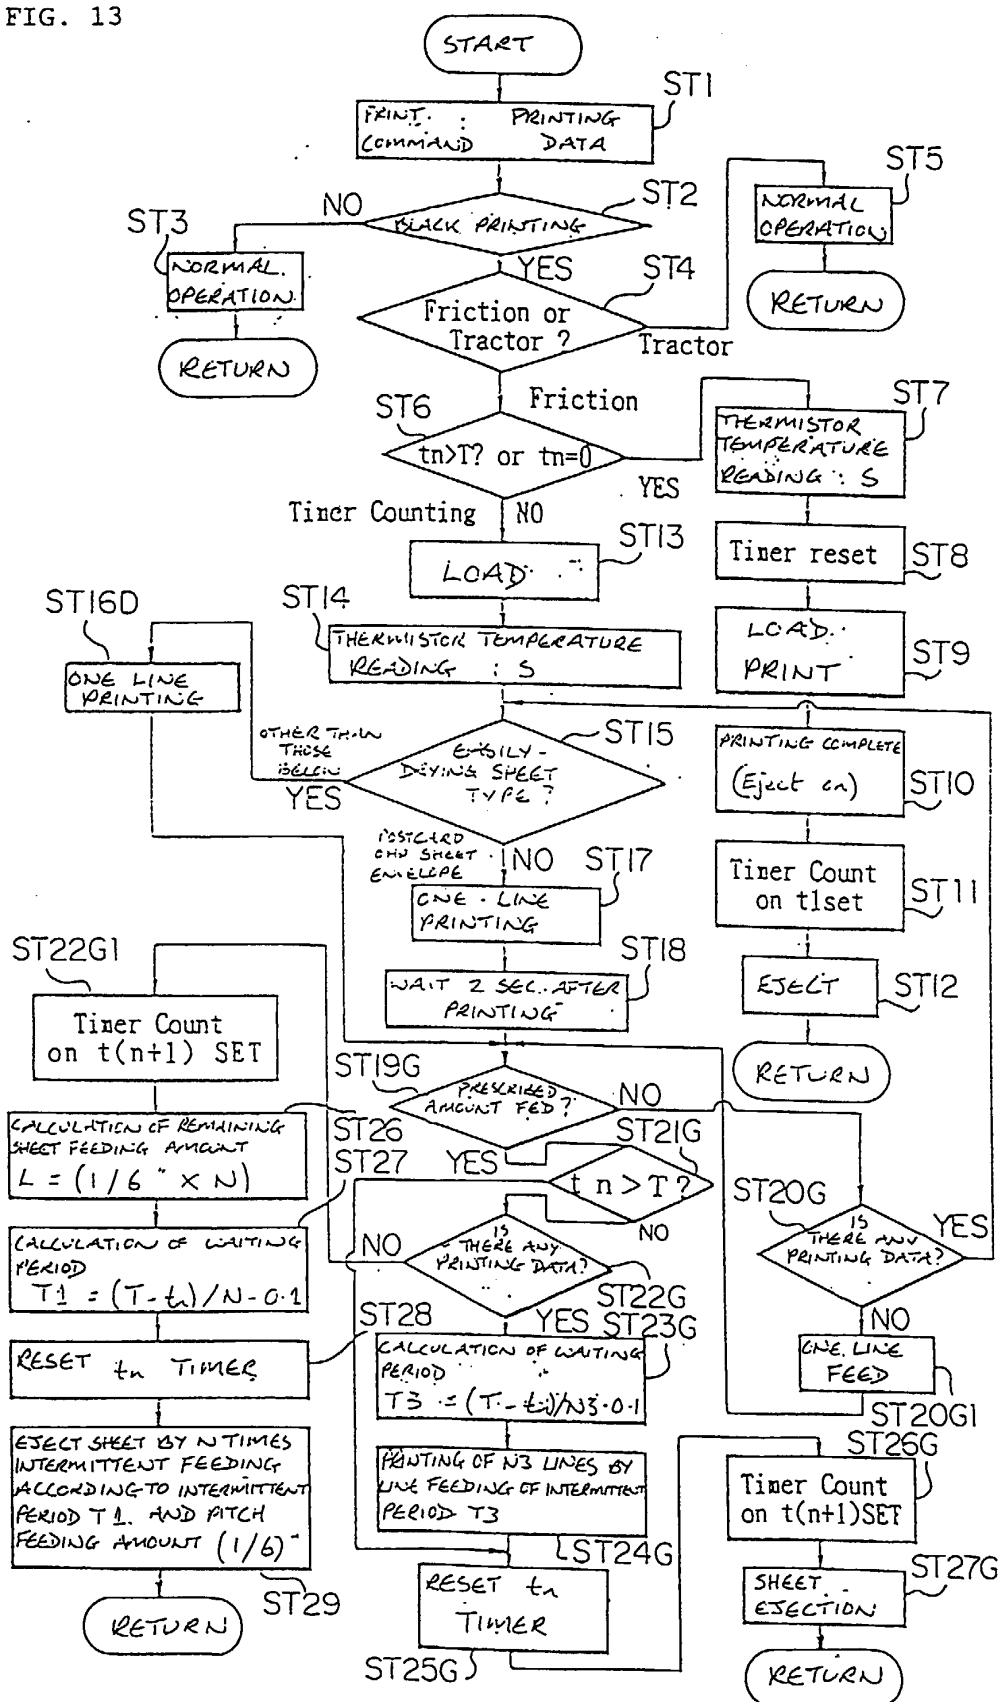 FIG. 13
START
ST1
PRINT : PRINTING
COMMAND DATA
ST2
BLACK PRINTING
NO
YES
ST3
NORMAL.
OPERATION
RETURN
ST4
Friction or
Tractor ?
Tractor
ST5
NORMAL
OPERATION
RETURN
Friction
ST6
tn>T? or tn=0
YES
Timer Counting
NO
ST7
THERMISTOR
TEMPERATURE
READING : S
ST8
Timer reset
ST9
LOAD
PRINT
ST10
PRINTING COMPLETE
(Eject on)
ST11
Timer Count
on t1set
ST12
EJECT
RETURN
ST13
LOAD
ST14
THERMISTOR TEMPERATURE
READING : S
ST15
EASILY-
DRYING SHEET
TYPE ?
OTHER THAN
THOSE
BELOW
YES
ST16D
ONE LINE
PRINTING
POSTCARD
OHP SHEET
ENVELOPE
NO
ST17
ONE-LINE
PRINTING
ST18
WAIT 2 SEC. AFTER
PRINTING
ST19G
PRESCRIBED
AMOUNT FED?
NO
YES
ST20G
IS
THERE ANY
PRINTING DATA?
YES
NO
ONE LINE
FEED
ST20G1
ST21G
t n > T ?
NO
IS
THERE ANY
PRINTING DATA?
NO
ST22G
YES
ST22G1
Timer Count
on t(n+1) SET
ST26
CALCULATION OF REMAINING
SHEET FEEDING AMOUNT
L = (1/6 " X N)
ST27
CALCULATION OF WAITING
PERIOD
T1 = (T-tn)/N-0.1
ST28
RESET tn TIMER
EJECT SHEET BY N TIMES
INTERMITTENT FEEDING
ACCORDING TO INTERMITTENT
PERIOD T1. AND PITCH
FEEDING AMOUNT (1/6)"
ST29
RETURN
ST23G
CALCULATION OF WAITING
PERIOD
T3 = (T-tn)/N3-0.1
PRINTING OF N3 LINES BY
LINE FEEDING OF INTERMITTENT
PERIOD T3
ST24G
RESET tn
TIMER
ST25G
ST26G
Timer Count
on t(n+1)SET
ST27G
SHEET
EJECTION
RETURN